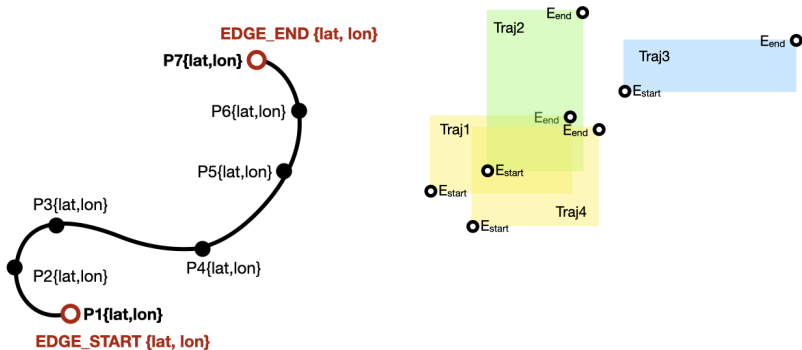 EDGE_END {lat, lon}
P7{lat,lon}
P6{lat,lon}
P5{lat,lon}
P3{lat,lon}
P4{lat,lon}
P2{lat,lon}
P1{lat,lon}
EDGE_START {lat, lon}
Traj2
Eend
Traj3
Eend
Estart
Traj1
Eend
Eend
Estart
Estart
Traj4
Estart